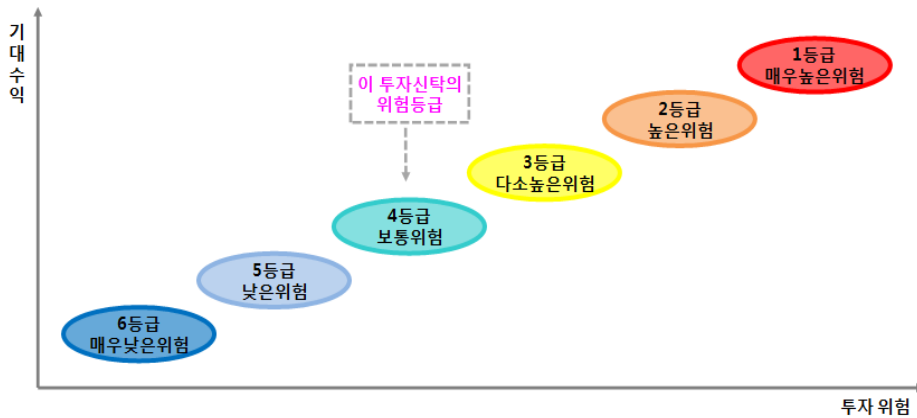 기
대
수
익
이 투자신탁의
위험등급
1등급
매우높은위험
2등급
높은위험
3등급
다소높은위험
4등급
보통위험
5등급
낮은위험
6등급
매우낮은위험
투자 위험